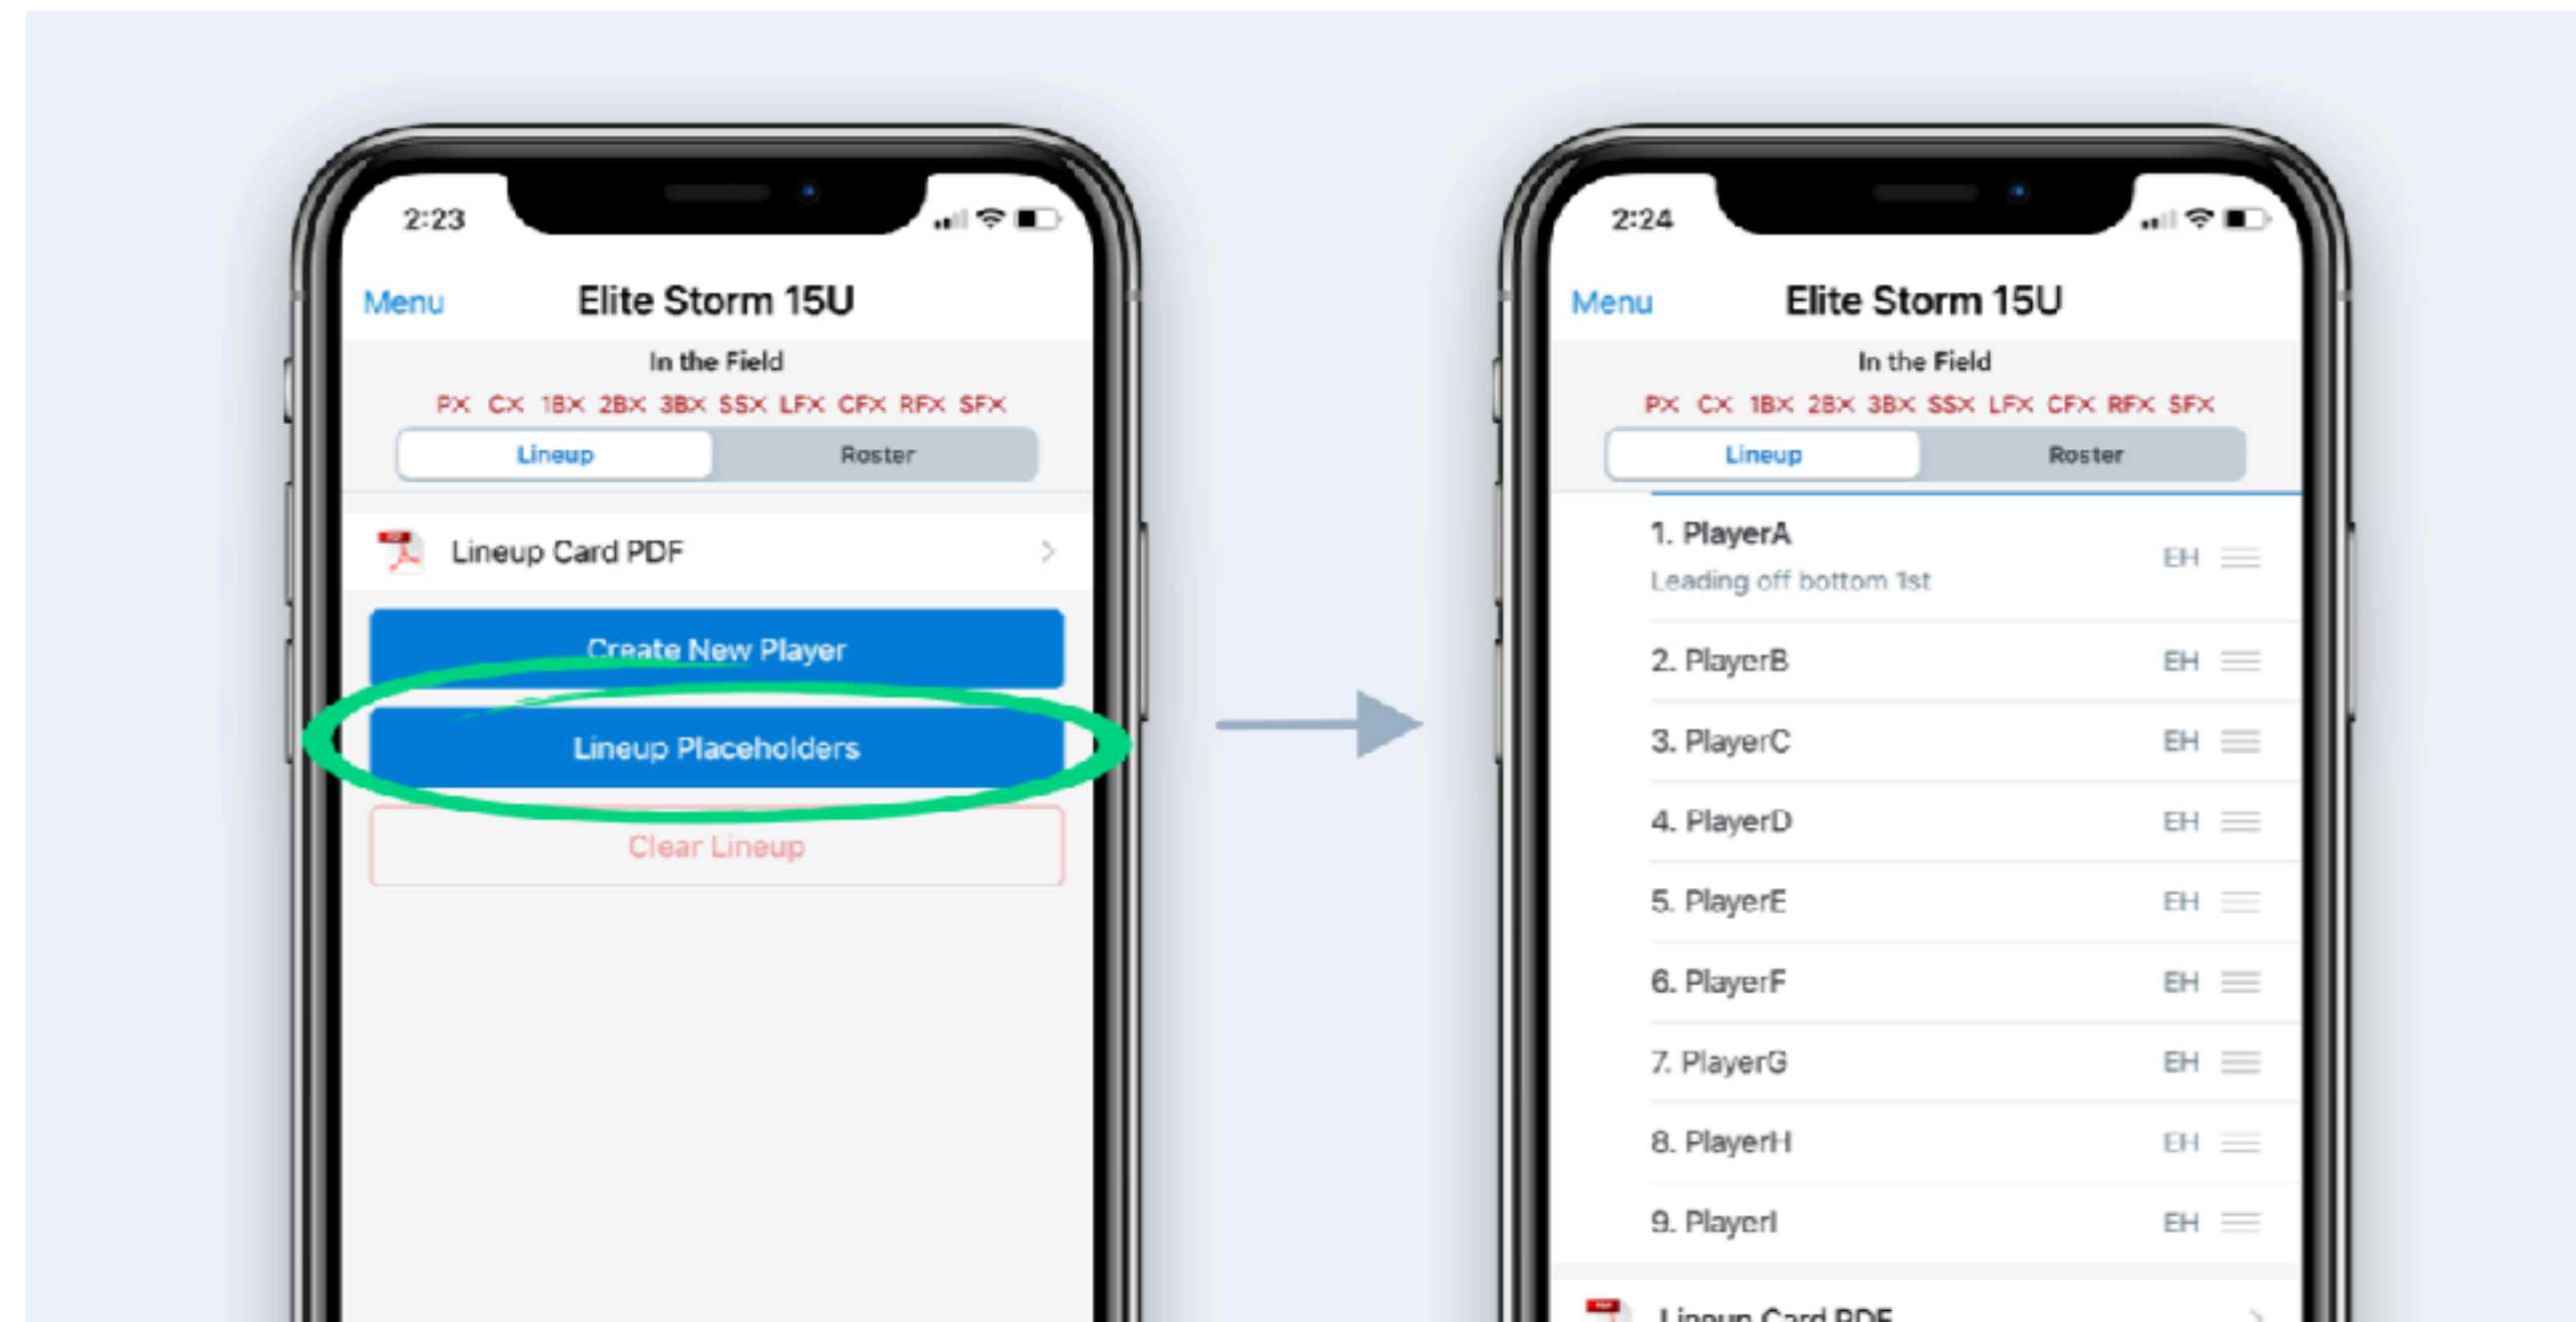 2:23
Menu Elite Storm 15U
In the Field
PX CX 1BX 2BX 3BX SSX LFX CFX RFX SFX
Lineup Roster
Lineup Card PDF
Create New Player
Lineup Placeholders
Clear Lineup
2:24
Menu Elite Storm 15U
In the Field
PX CX 1BX 2BX 3BX SSX LFX CFX RFX SFX
Lineup Roster
1. PlayerA EH
Leading off bottom 1st
2. PlayerB EH
3. PlayerC EH
4. PlayerD EH
5. PlayerE EH
6. PlayerF EH
7. PlayerG EH
8. PlayerH EH
9. PlayerI EH
Lineup Card PDF